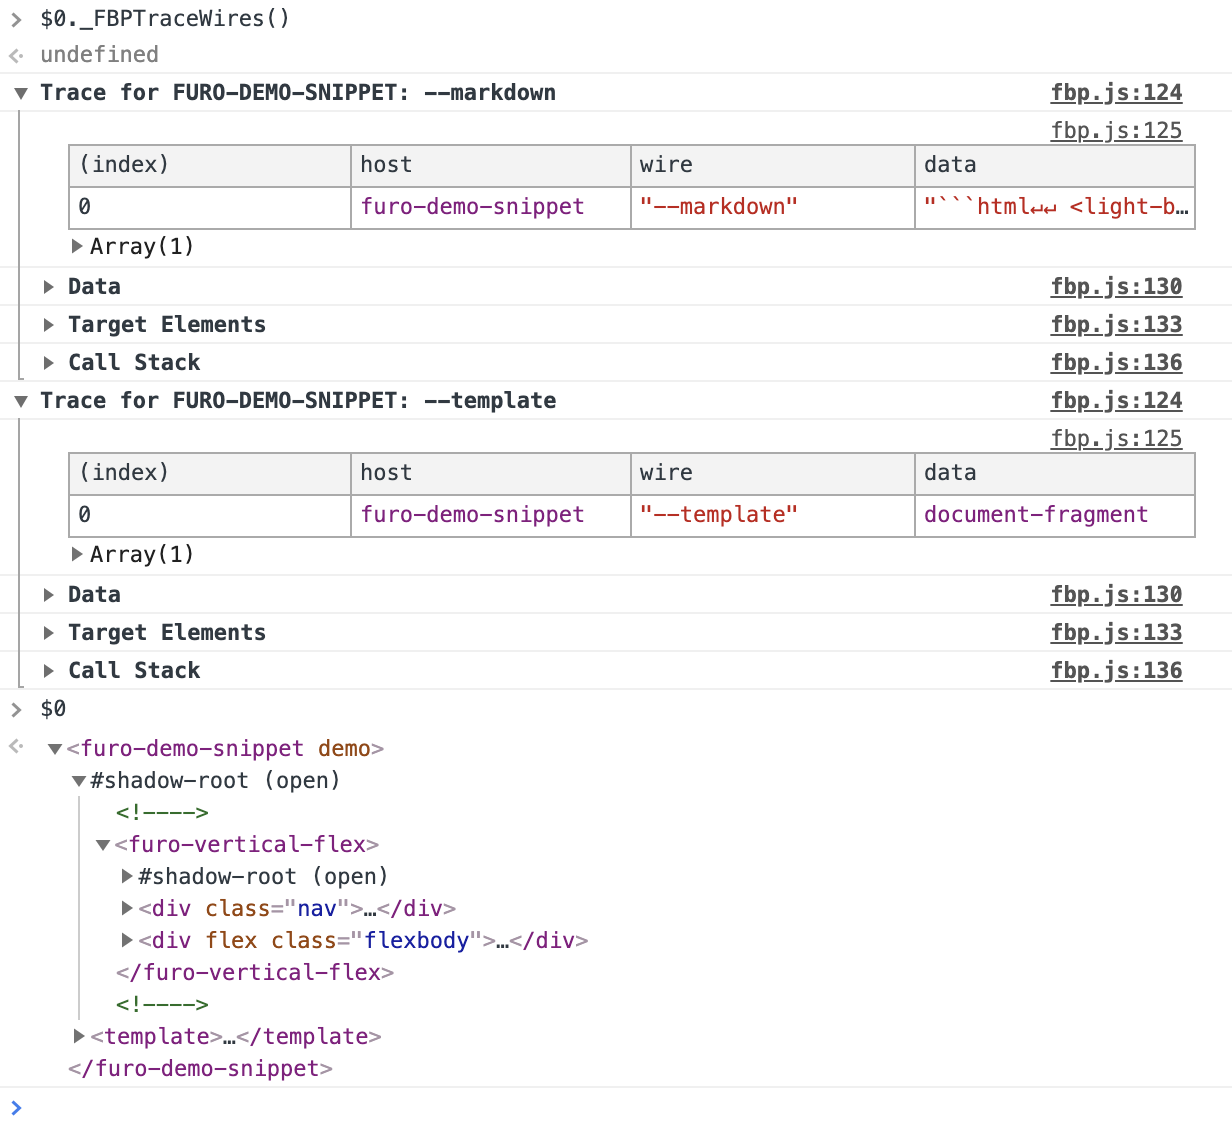 $0._FBPTraceWires()
undefined
Trace for FURO-DEMO-SNIPPET: --markdown fbp.js:124
fbp.js:125
(index) host wire data
0 furo-demo-snippet "--markdown" "```html↵↵ <light-b…
Array(1)
Data fbp.js:130
Target Elements fbp.js:133
Call Stack fbp.js:136
Trace for FURO-DEMO-SNIPPET: --template fbp.js:124
fbp.js:125
(index) host wire data
0 furo-demo-snippet "--template" document-fragment
Array(1)
Data fbp.js:130
Target Elements fbp.js:133
Call Stack fbp.js:136
$0
<furo-demo-snippet demo>
#shadow-root (open)
<!---->
<furo-vertical-flex>
#shadow-root (open)
<div class="nav">…</div>
<div flex class="flexbody">…</div>
</furo-vertical-flex>
<!---->
<template>…</template>
</furo-demo-snippet>